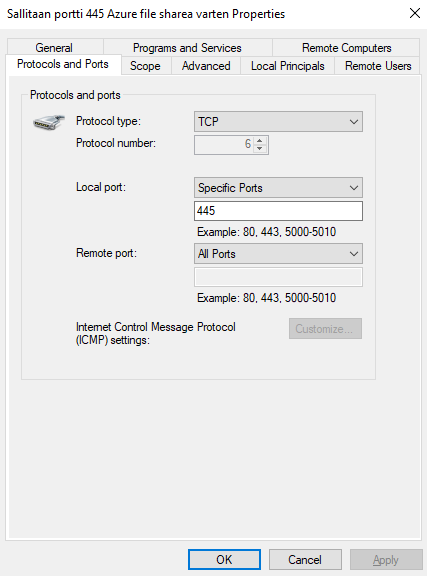 Sallitaan portti 445 Azure file sharea varten Properties
General Programs and Services Remote Computers
Protocols and Ports Scope Advanced Local Principals Remote Users
Protocols and ports
Protocol type: TCP
Protocol number: 6
Local port: Specific Ports
445
Example: 80, 443, 5000-5010
Remote port: All Ports
Example: 80, 443, 5000-5010
Internet Control Message Protocol
(ICMP) settings: Customize...
OK Cancel Apply